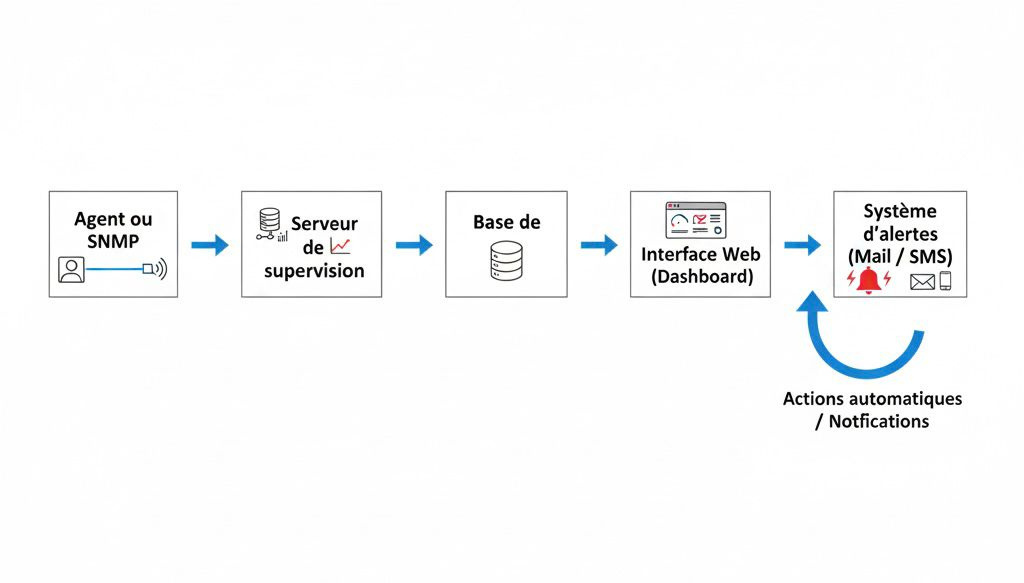 Agent ou
SNMP
Serveur
de
supervision
Base de
Interface Web
(Dashboard)
Système
d'alertes
(Mail / SMS)
Actions automatiques
/ Notfications